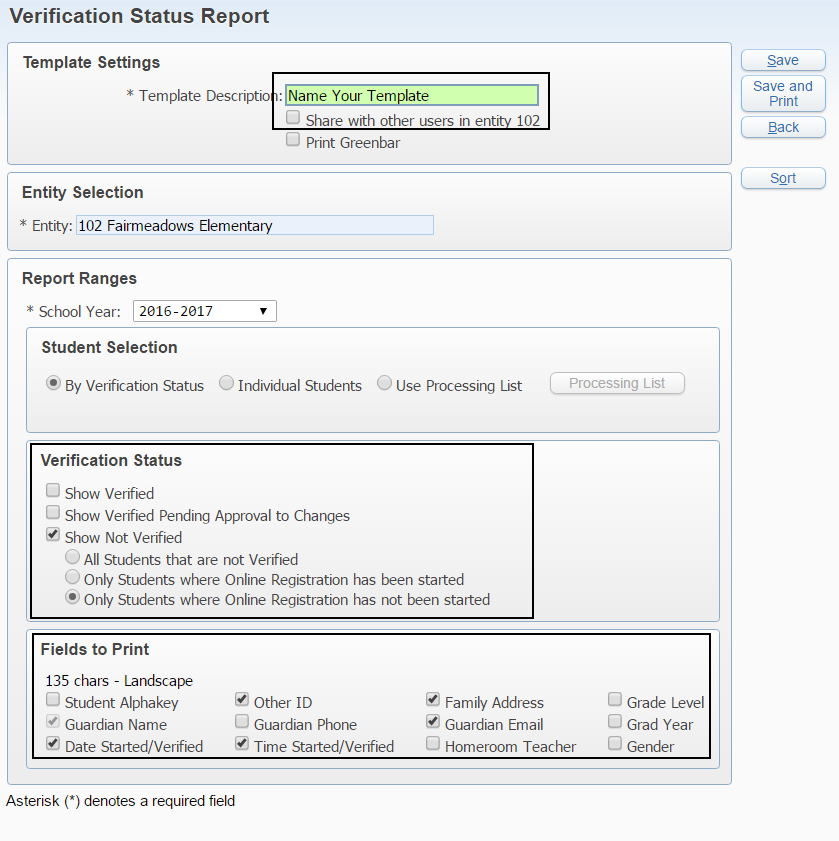 Verification Status Report
Template Settings
* Template Description: Name Your Template
Share with other users in entity 102
Print Greenbar
Save
Save and
Print
Back
Sort
Entity Selection
* Entity: 102 Fairmeadows Elementary
Report Ranges
* School Year: 2016-2017
Student Selection
By Verification Status Individual Students Use Processing List Processing List
Verification Status
Show Verified
Show Verified Pending Approval to Changes
Show Not Verified
All Students that are not Verified
Only Students where Online Registration has been started
Only Students where Online Registration has not been started
Fields to Print
135 chars - Landscape
Student Alphakey Other ID Family Address Grade Level
Guardian Name Guardian Phone Guardian Email Grad Year
Date Started/Verified Time Started/Verified Homeroom Teacher Gender
Asterisk (*) denotes a required field